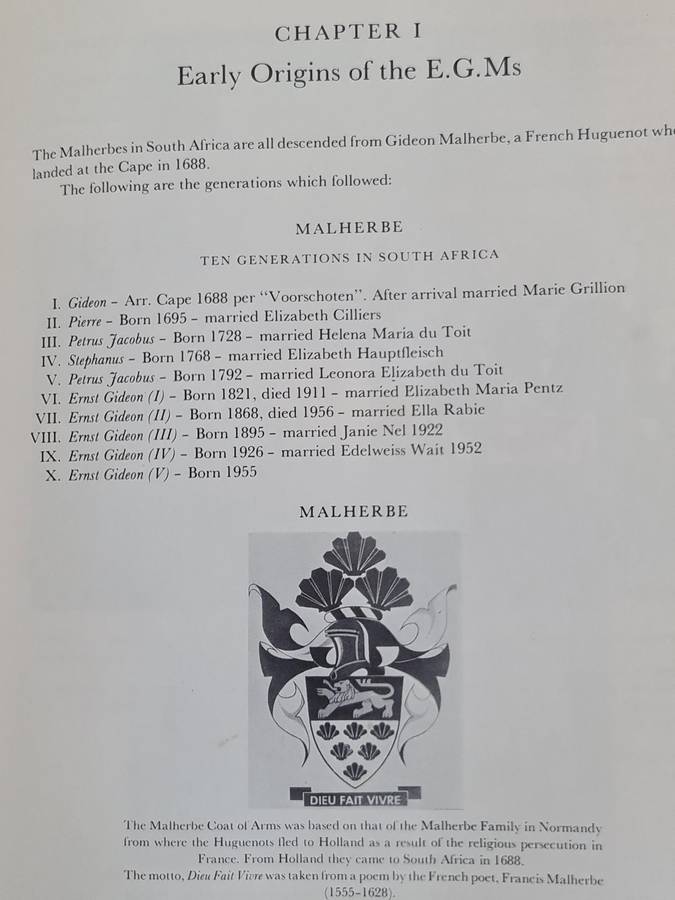 CHAPTER I
Early Origins of the E.G.Ms
The Malherbes in South Africa are all descended from Gideon Malherbe, a French Huguenot who
landed at the Cape in 1688.
The following are the generations which followed:
MALHERBE
TEN GENERATIONS IN SOUTH AFRICA
I. Gideon – Arr. Cape 1688 per “Voorschoten”. After arrival married Marie Grillion
II. Pierre – Born 1695 – married Elizabeth Cilliers
III. Petrus Jacobus – Born 1728 – married Helena Maria du Toit
IV. Stephanus – Born 1768 – married Elizabeth Hauptfleisch
V. Petrus Jacobus – Born 1792 – married Leonora Elizabeth du Toit
VI. Ernst Gideon (I) – Born 1821, died 1911 – married Elizabeth Maria Pentz
VII. Ernst Gideon (II) – Born 1868, died 1956 – married Ella Rabie
VIII. Ernst Gideon (III) – Born 1895 – married Janie Nel 1922
IX. Ernst Gideon (IV) – Born 1926 – married Edelweiss Wait 1952
X. Ernst Gideon (V) – Born 1955
MALHERBE
DIEU FAIT VIVRE
The Malherbe Coat of Arms was based on that of the Malherbe Family in Normandy
from where the Huguenots fled to Holland as a result of the religious persecution in
France. From Holland they came to South Africa in 1688.
The motto, Dieu Fait Vivre was taken from a poem by the French poet, Francis Malherbe
(1555-1628).